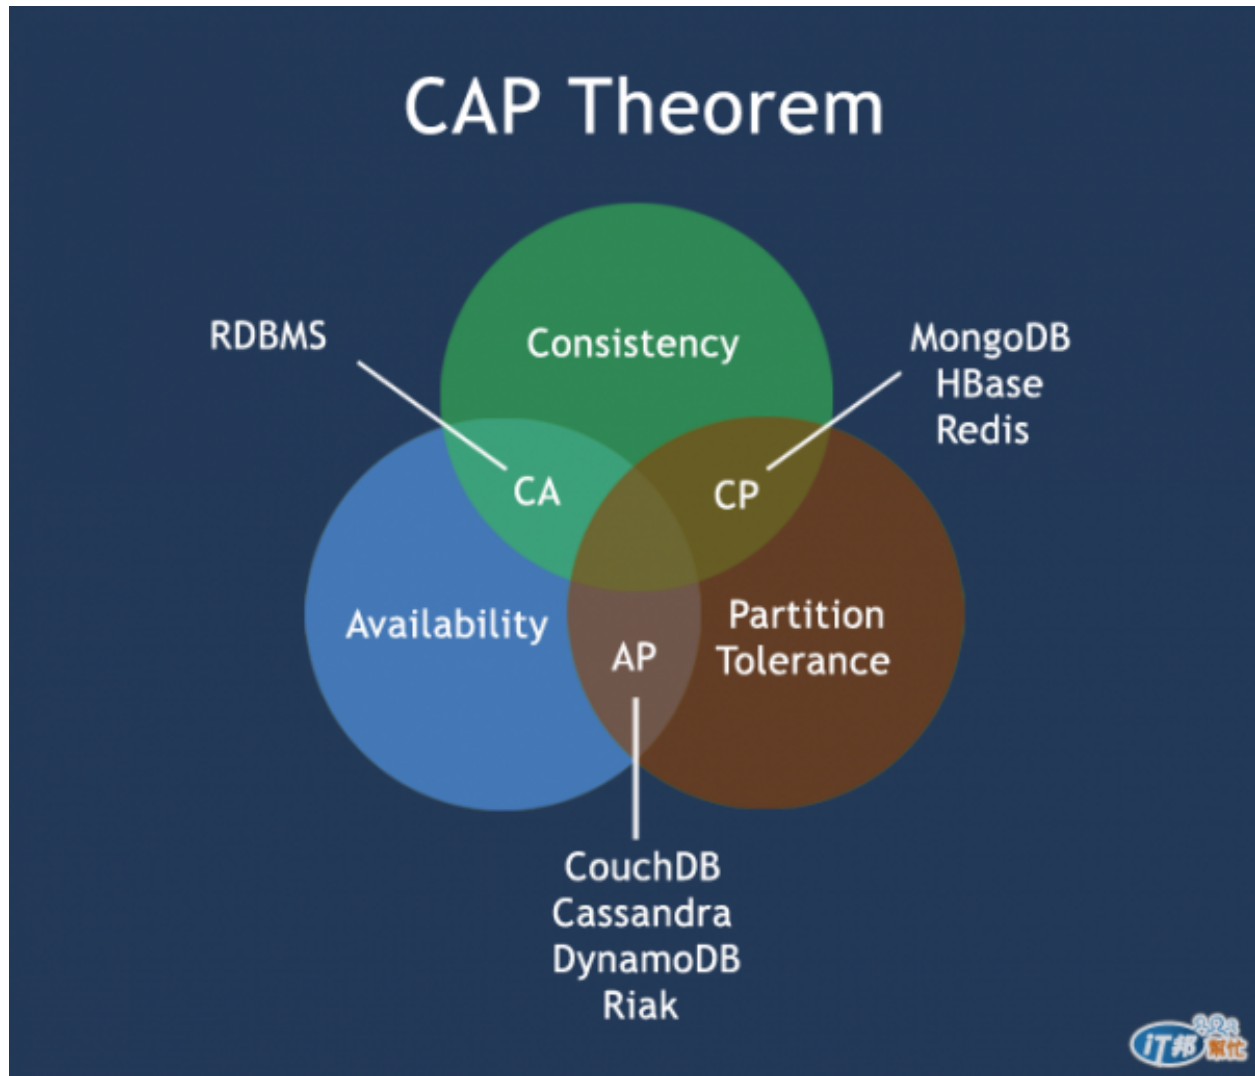 CAP Theorem
RDBMS
Consistency
MongoDB
HBase
Redis
CA
CP
Availability
Partition
Tolerance
AP
CouchDB
Cassandra
DynamoDB
Riak
iT邦
幫忙